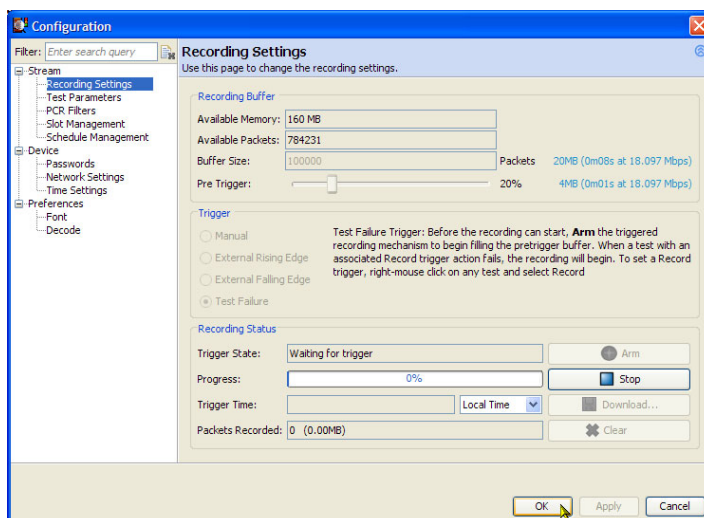 Configuration
Filter: Enter search query
Stream
Recording Settings
Test Parameters
PCR Filters
Slot Management
Schedule Management
Device
Passwords
Network Settings
Time Settings
Preferences
Font
Decode
Recording Settings
Use this page to change the recording settings.
Recording Buffer
Available Memory: 160 MB
Available Packets: 784231
Buffer Size: 100000 Packets 20MB (0m08s at 18.097 Mbps)
Pre Trigger: 20% 4MB (0m01s at 18.097 Mbps)
Trigger
Manual
External Rising Edge
External Falling Edge
Test Failure
Test Failure Trigger: Before the recording can start, Arm the triggered
recording mechanism to begin filling the pretrigger buffer. When a test with an
associated Record trigger action fails, the recording will begin. To set a Record
trigger, right-mouse click on any test and select Record
Recording Status
Trigger State: Waiting for trigger Arm
Progress: 0% Stop
Trigger Time: Local Time Download...
Packets Recorded: 0 (0.00MB) Clear
OK Apply Cancel